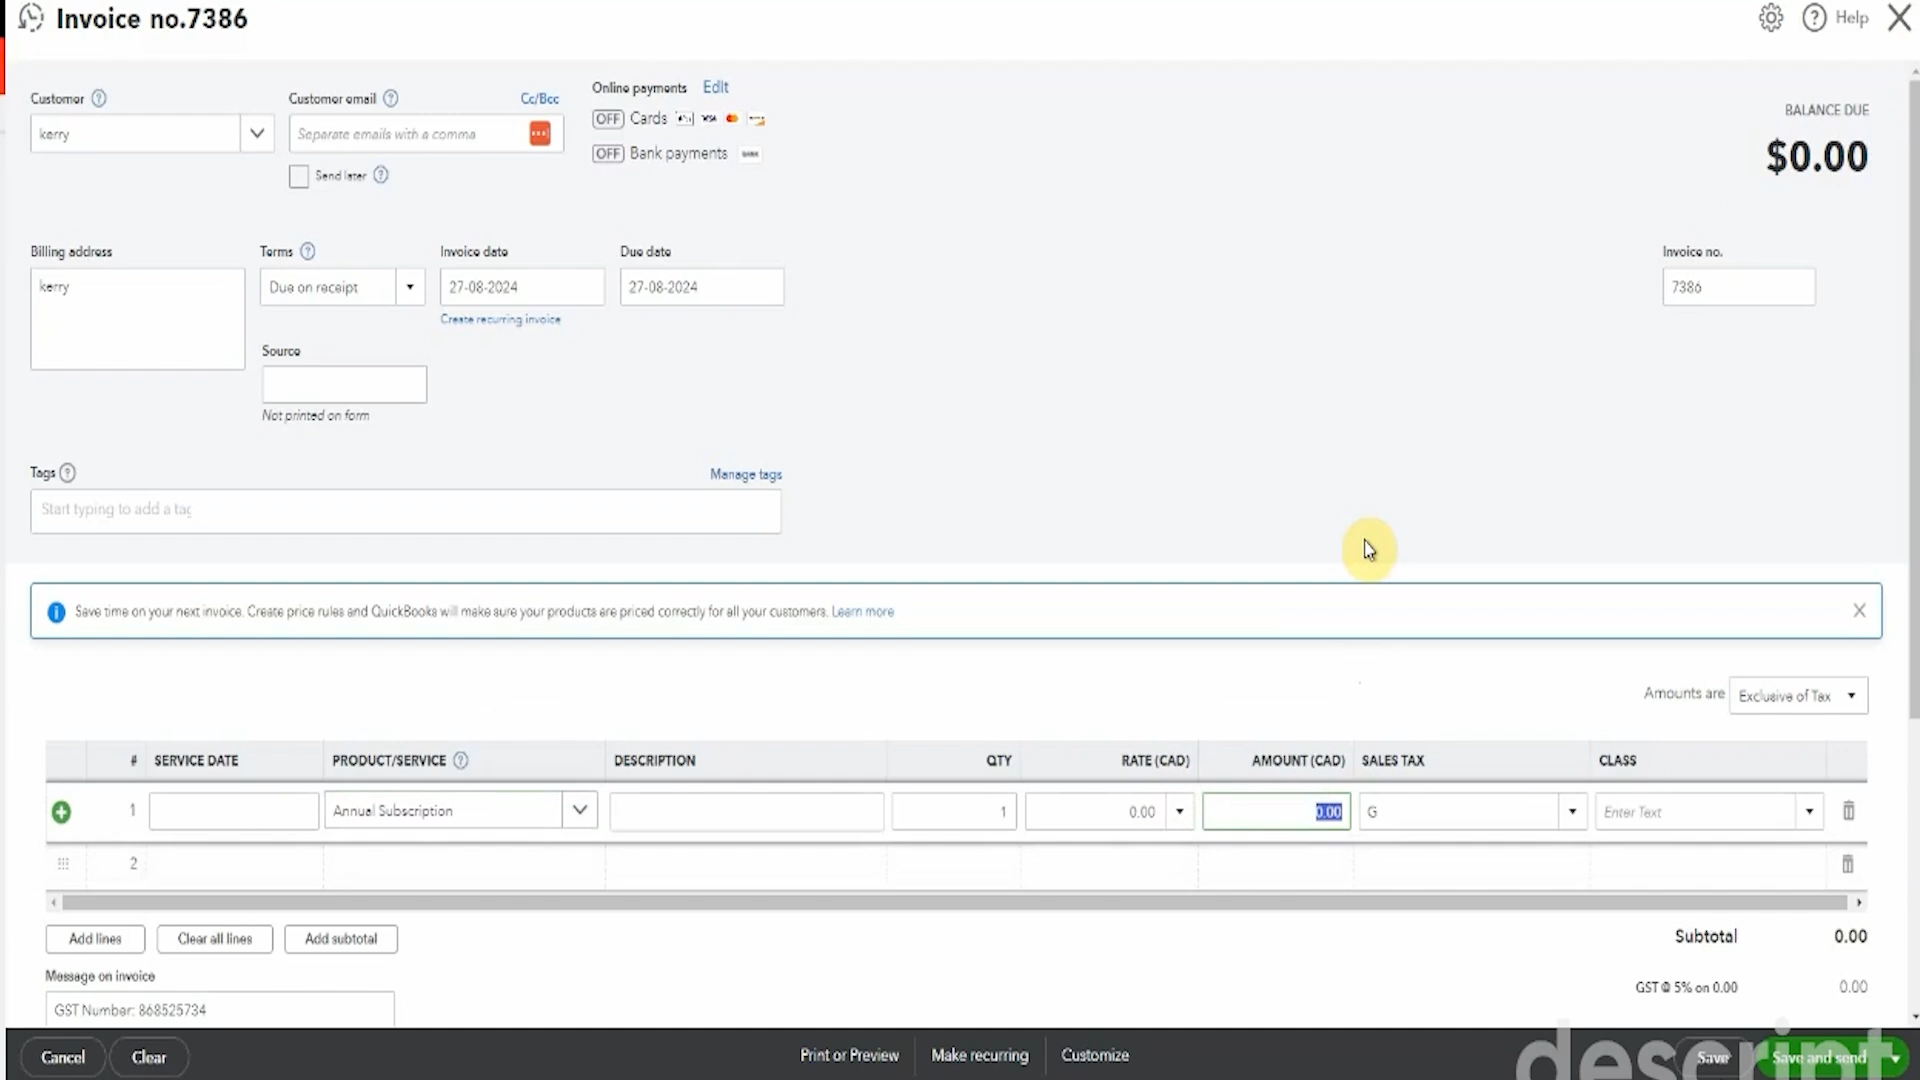 Invoice no.7386
Help
Customer
Customer email
Cc/Bcc
Online payments Edit
kerry
Separate emails with a comma
OFF Cards VISA
OFF Bank payments BANK
Send later
BALANCE DUE
$0.00
Billing address
Terms
Invoice date
Due date
Invoice no.
kerry
Due on receipt
27-08-2024
27-08-2024
7386
Create recurring invoice
Source
Not printed on form
Tags
Manage tags
Start typing to add a tag
Save time on your next invoice. Create price rules and QuickBooks will make sure your products are priced correctly for all your customers. Learn more
Amounts are Exclusive of Tax
# SERVICE DATE PRODUCT/SERVICE DESCRIPTION QTY RATE (CAD) AMOUNT (CAD) SALES TAX CLASS
1 Annual Subscription 1 0.00 0.00 G Enter Text
2
Add lines Clear all lines Add subtotal
Subtotal 0.00
Message on invoice
GST @ 5% on 0.00 0.00
GST Number: 868525734
Cancel Clear Print or Preview Make recurring Customize Save Save and send
descript